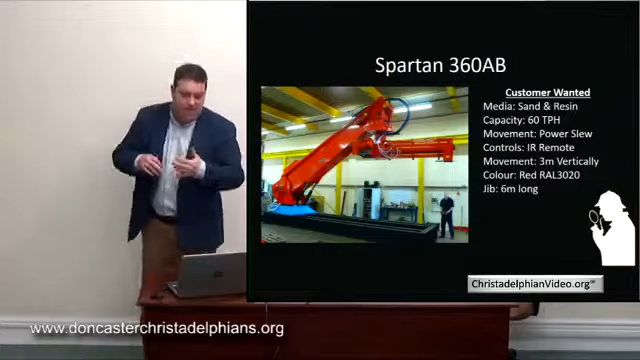 Spartan 360AB
Customer Wanted
Media: Sand & Resin
Capacity: 60 TPH
Movement: Power Slew
Controls: IR Remote
Movement: 3m Vertically
Colour: Red RAL3020
Jib: 6m long
ChristadelphianVideo.org
www.doncasterchristadelphians.org